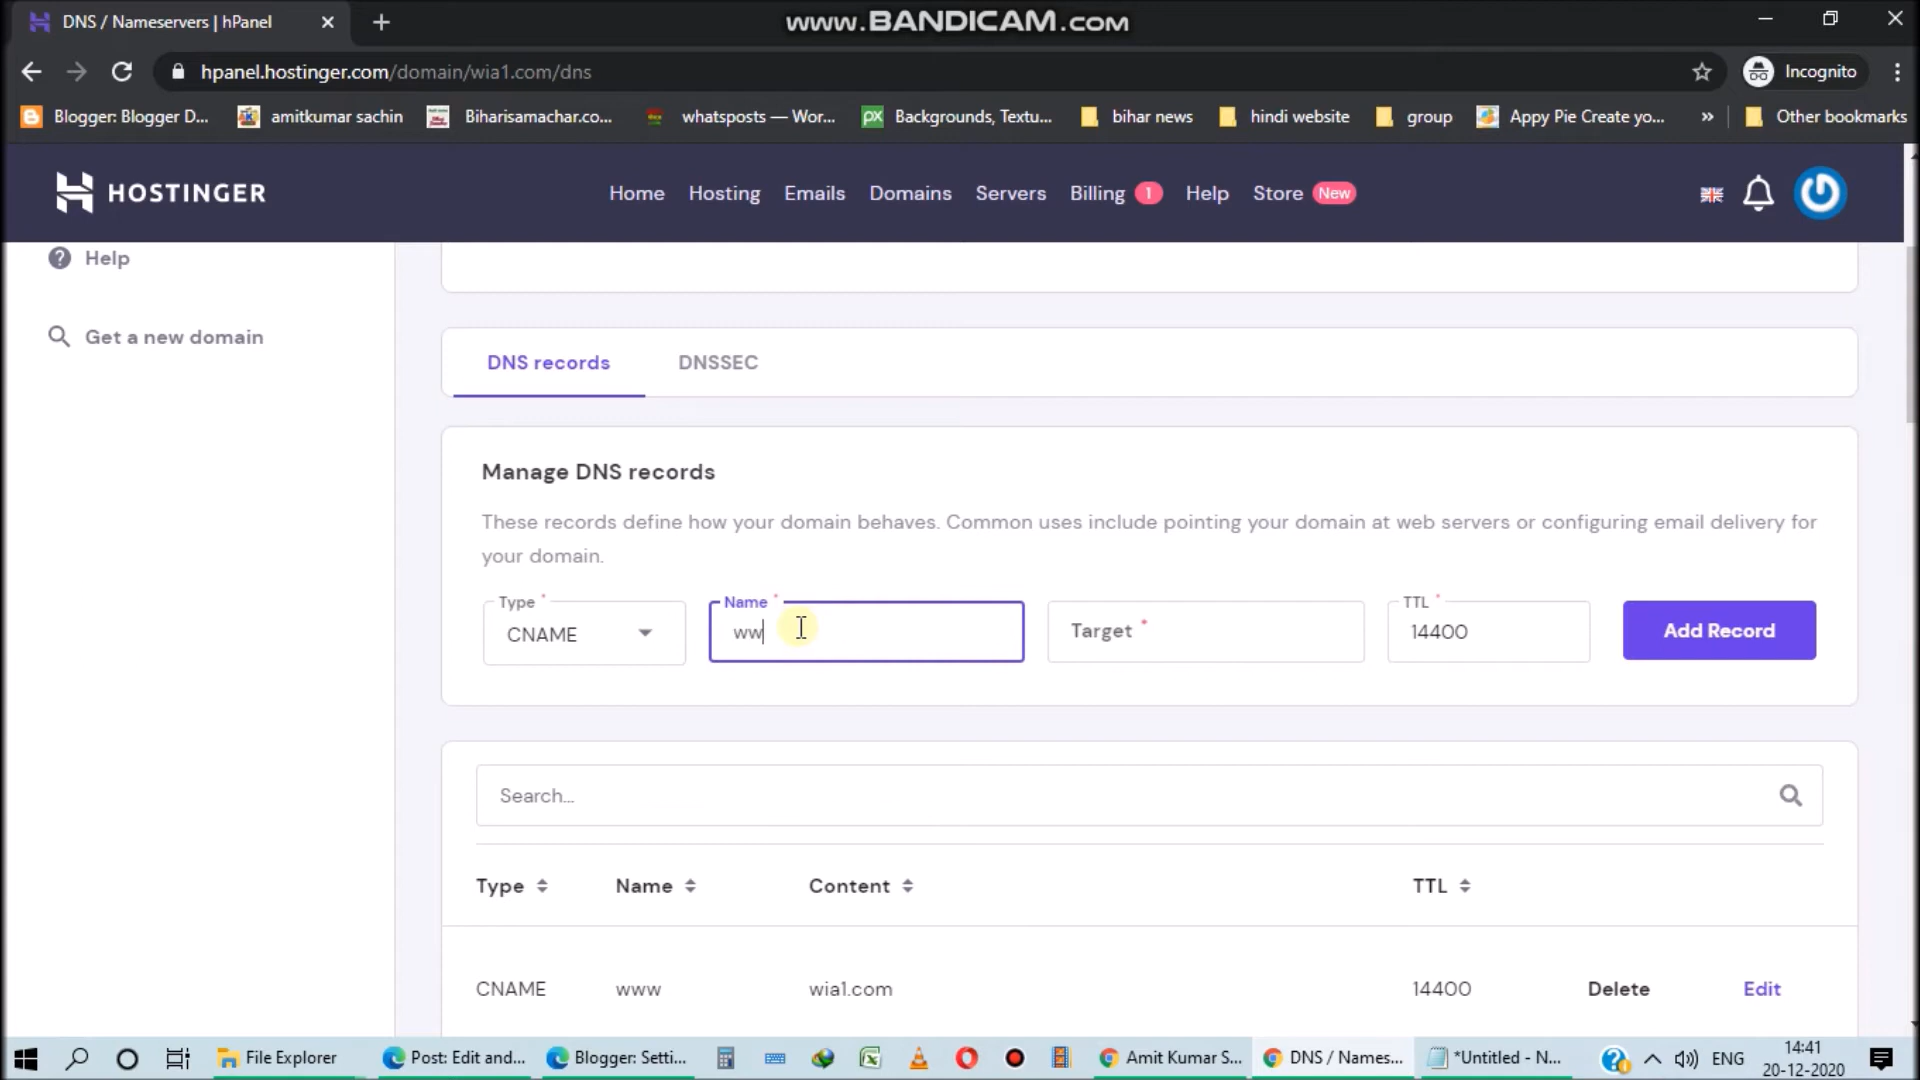 DNS / Nameservers | hPanel
www.BANDICAM.com
hpanel.hostinger.com/domain/wia1.com/dns
Incognito
Blogger: Blogger D...
amitkumar sachin
Biharisamachar.co...
whatsposts — Wor...
PX
Backgrounds, Textu...
bihar news
hindi website
group
Appy Pie Create yo...
»
Other bookmarks
HOSTINGER
Home
Hosting
Emails
Domains
Servers
Billing 1
Help
Store New
Help
Get a new domain
DNS records
DNSSEC
Manage DNS records
These records define how your domain behaves. Common uses include pointing your domain at web servers or configuring email delivery for
your domain.
Type *
CNAME
Name *
ww
Target *
TTL *
14400
Add Record
Search...
Type
Name
Content
TTL
CNAME
www
wia1.com
14400
Delete
Edit
File Explorer
Post: Edit and...
Blogger: Setti...
Amit Kumar S...
DNS / Names...
*Untitled - N...
ENG
14:41
20-12-2020